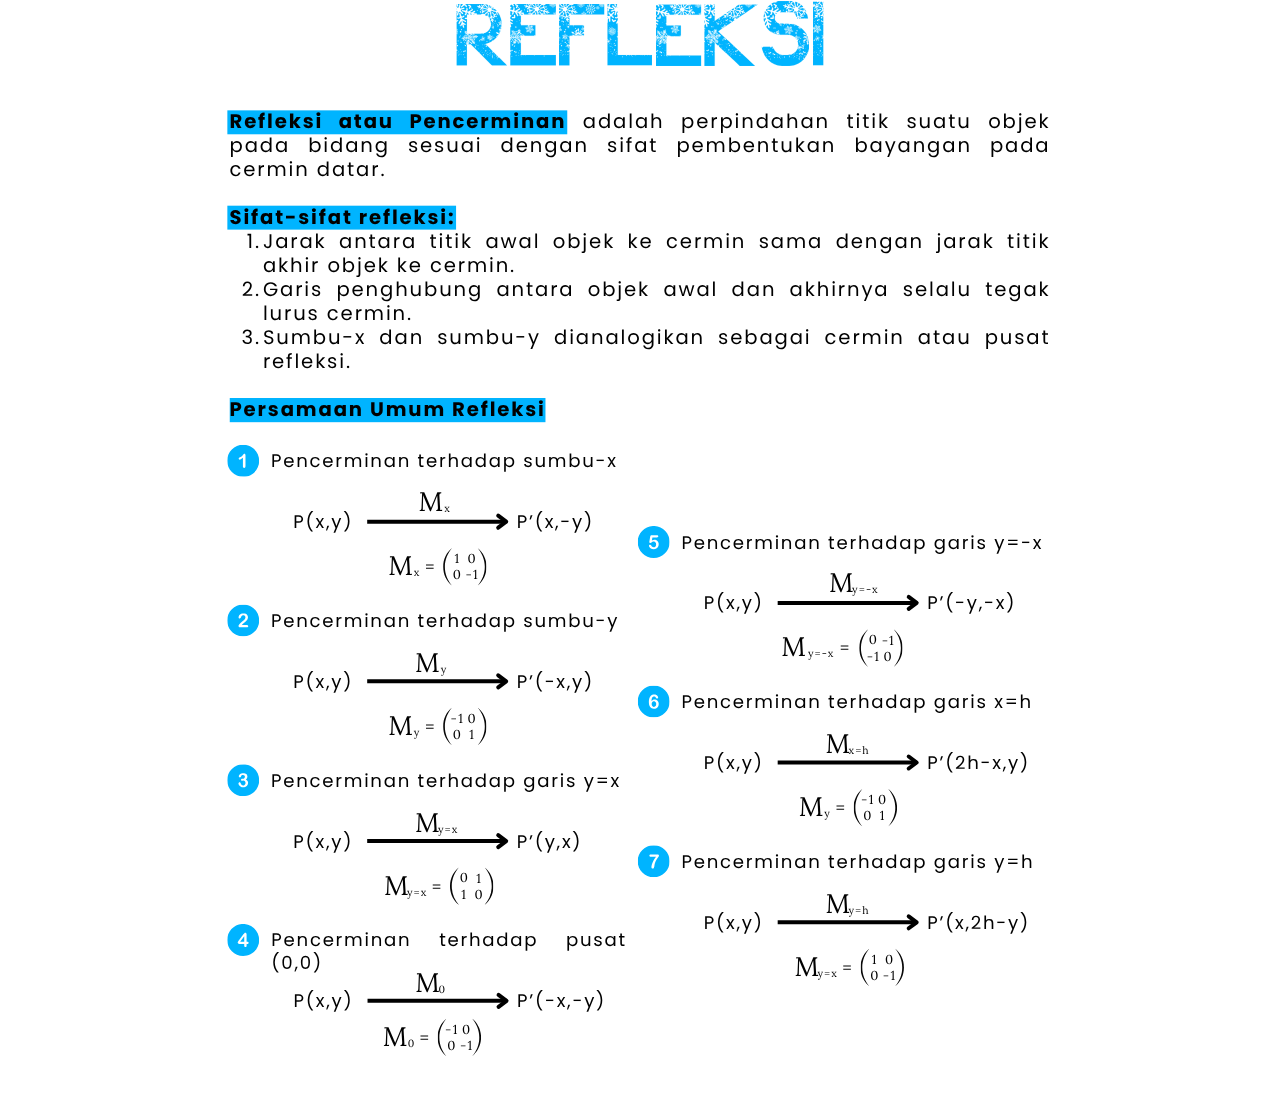 REFLEKSI
Refleksi atau Pencerminan adalah perpindahan titik suatu objek
pada bidang sesuai dengan sifat pembentukan bayangan pada
cermin datar.
Sifat-sifat refleksi:
1. Jarak antara titik awal objek ke cermin sama dengan jarak titik
akhir objek ke cermin.
2. Garis penghubung antara objek awal dan akhirnya selalu tegak
lurus cermin.
3. Sumbu-x dan sumbu-y dianalogikan sebagai cermin atau pusat
refleksi.
Persamaan Umum Refleksi
1 Pencerminan terhadap sumbu-x
Mx
P(x,y) → P'(x,-y)
Mx = (1 0
0 -1)
2 Pencerminan terhadap sumbu-y
My
P(x,y) → P'(-x,y)
My = (-1 0
0 1)
3 Pencerminan terhadap garis y=x
My=x
P(x,y) → P'(y,x)
My=x = (0 1
1 0)
4 Pencerminan terhadap pusat
(0,0)
M0
P(x,y) → P'(-x,-y)
M0 = (-1 0
0 -1)
5 Pencerminan terhadap garis y=-x
My=-x
P(x,y) → P'(-y,-x)
My=-x = (0 -1
-1 0)
6 Pencerminan terhadap garis x=h
Mx=h
P(x,y) → P'(2h-x,y)
My = (-1 0
0 1)
7 Pencerminan terhadap garis y=h
My=h
P(x,y) → P'(x,2h-y)
My=x = (1 0
0 -1)